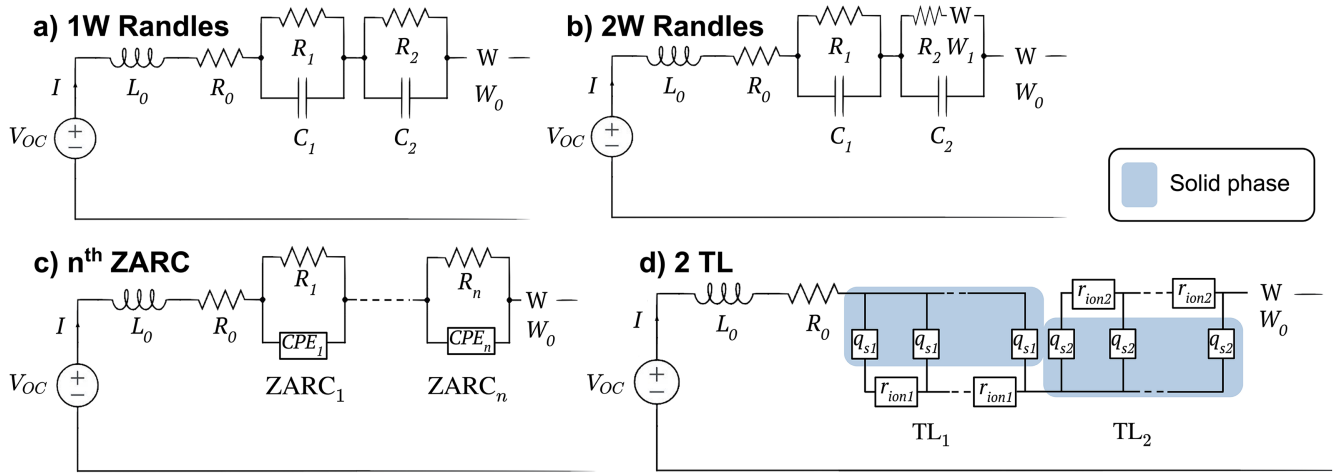 a) 1W Randles
R1 R2 W
I L0 R0 W0
VOC + − C1 C2
b) 2W Randles
W
R1 R2 W1 W
I L0 R0 W0
VOC + − C1 C2
Solid phase
c) nth ZARC
R1 Rn W
I L0 R0 W0
CPE1 CPEn
VOC + − ZARC1 ZARCn
d) 2 TL
rion2 rion2 W
I L0 R0 W0
qs1 qs1 qs1 qs2 qs2 qs2
VOC + − rion1 rion1
TL1 TL2